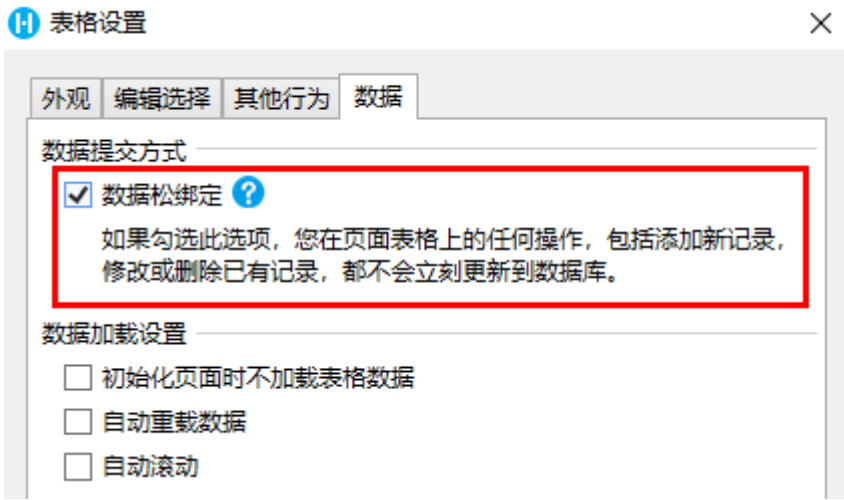 表格设置
外观 编辑选择 其他行为 数据
数据提交方式
数据松绑定
如果勾选此选项，您在页面表格上的任何操作，包括添加新记录，
修改或删除已有记录，都不会立刻更新到数据库。
数据加载设置
初始化页面时不加载表格数据
自动重载数据
自动滚动